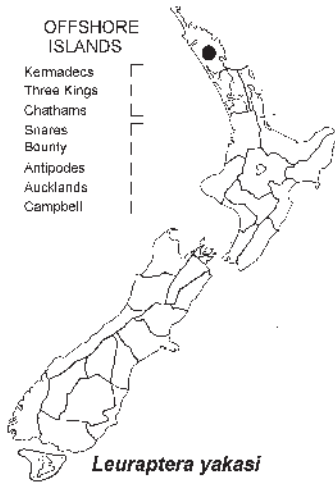 OFFSHORE
ISLANDS
Kermadecs
Three Kings
Chathams
Snares
Bounty
Antipodes
Aucklands
Campbell
Leuraptera yakasi